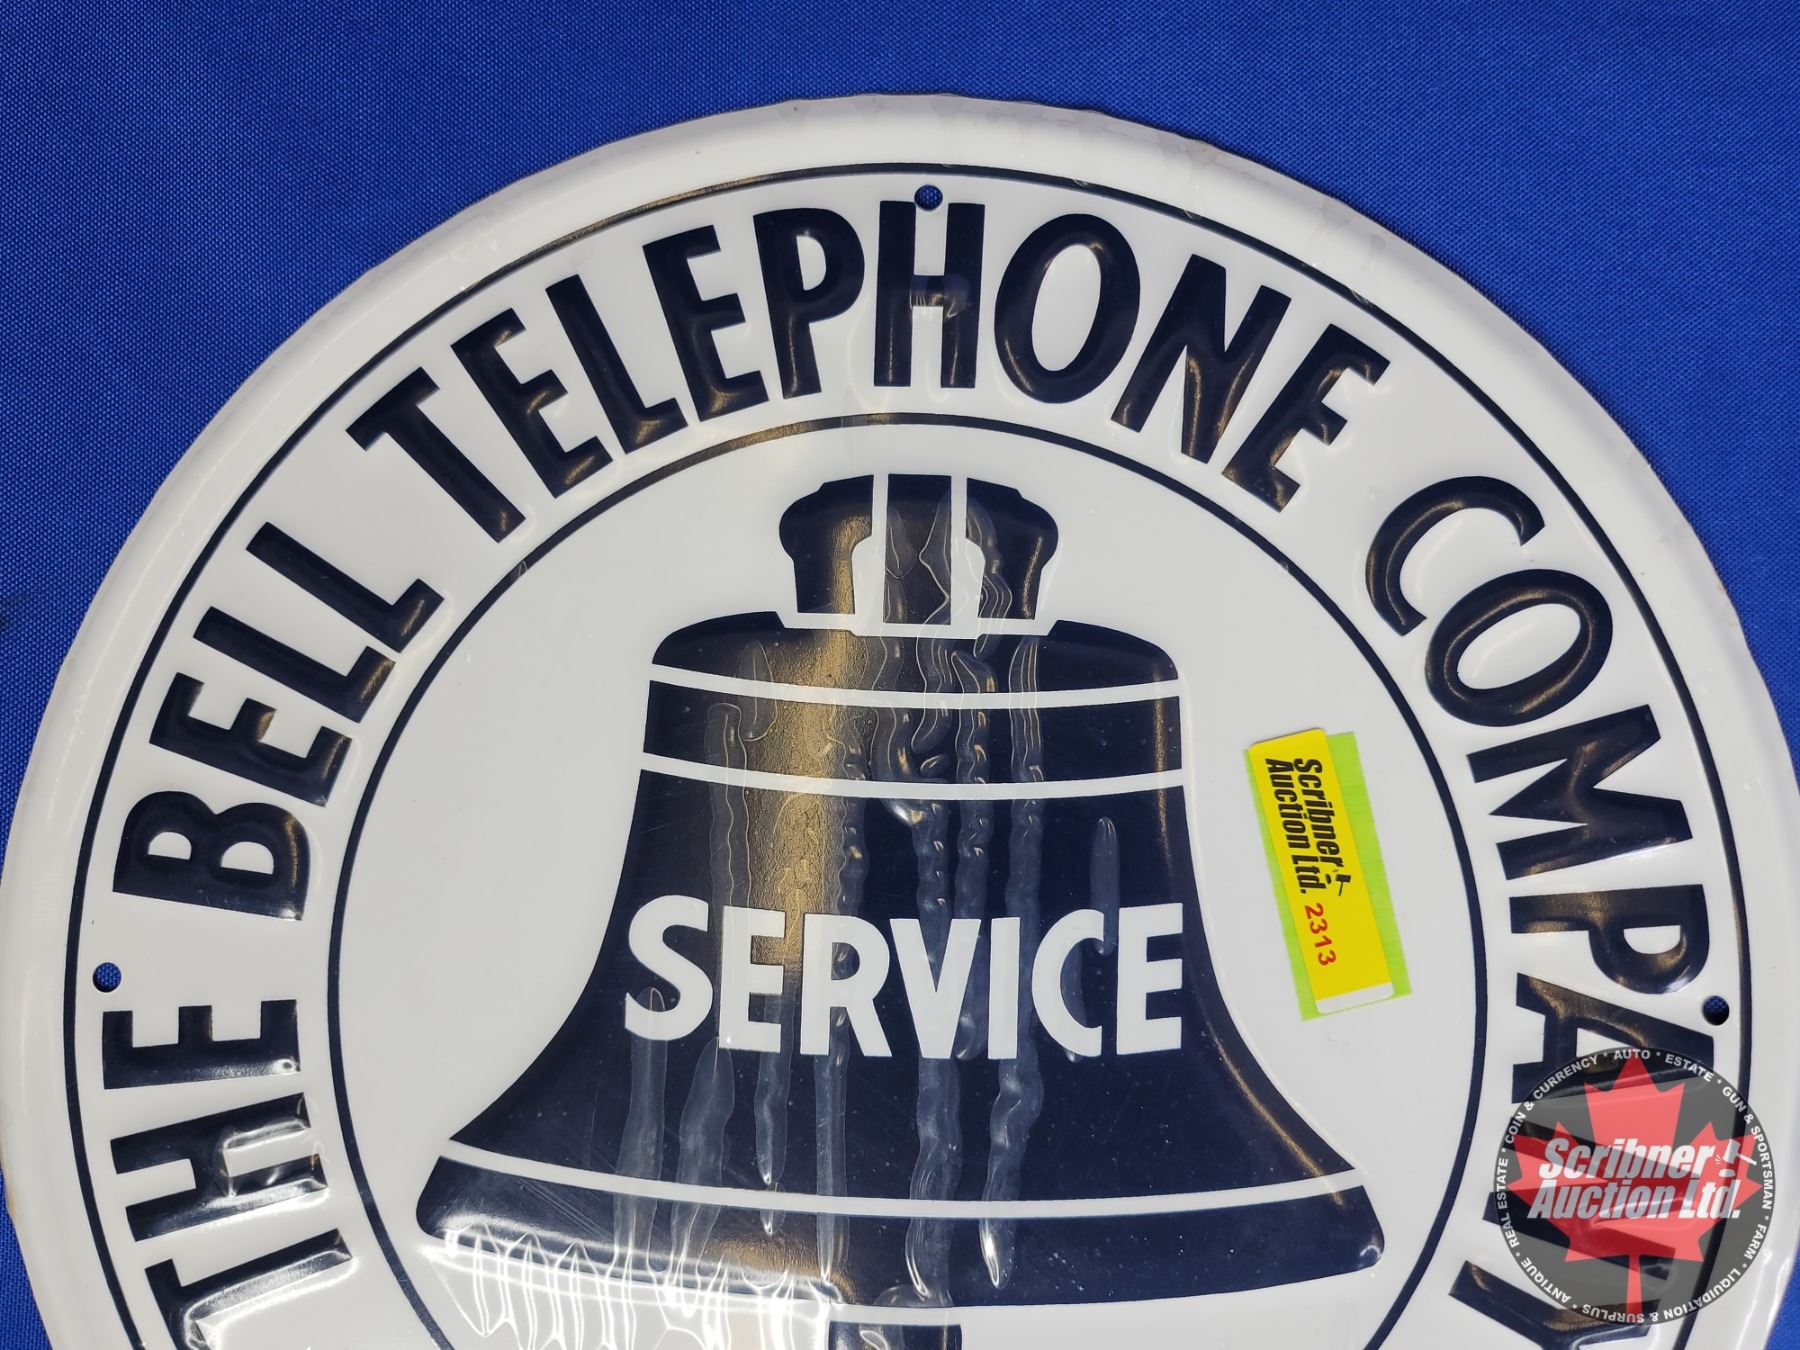 THE BELL TELEPHONE COMPANY
SERVICE
Scribner
Auction Ltd. 2313
COIN & CURRENCY * AUTO * ESTATE * GUN & SPORTSMAN * FARM * LIQUIDATION & SURPLUS * ANTIQUE * REAL ESTATE *
Scribner
Auction Ltd.